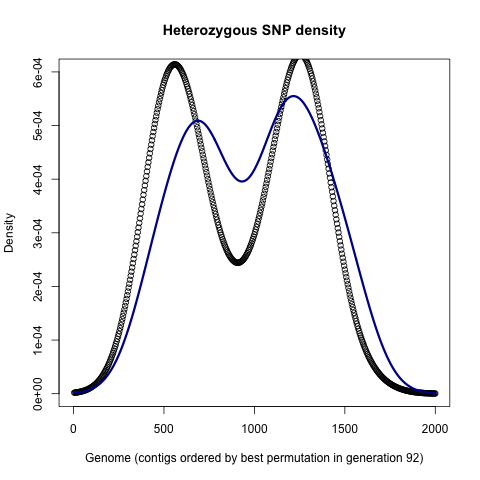 Heterozygous SNP density
6e-04
5e-04
4e-04
3e-04
2e-04
1e-04
0e+00
Density
0 500 1000 1500 2000
Genome (contigs ordered by best permutation in generation 92)